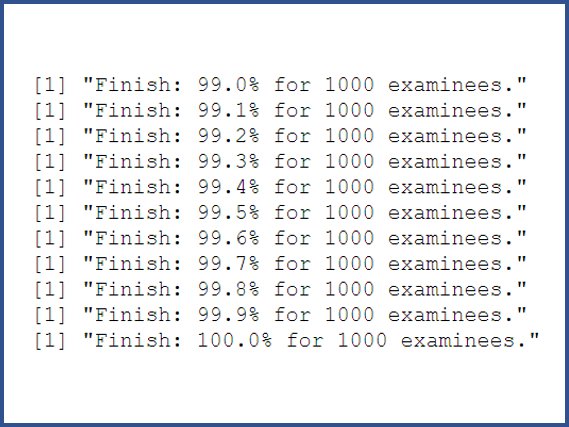 [1] "Finish: 99.0% for 1000 examinees."
[1] "Finish: 99.1% for 1000 examinees."
[1] "Finish: 99.2% for 1000 examinees."
[1] "Finish: 99.3% for 1000 examinees."
[1] "Finish: 99.4% for 1000 examinees."
[1] "Finish: 99.5% for 1000 examinees."
[1] "Finish: 99.6% for 1000 examinees."
[1] "Finish: 99.7% for 1000 examinees."
[1] "Finish: 99.8% for 1000 examinees."
[1] "Finish: 99.9% for 1000 examinees."
[1] "Finish: 100.0% for 1000 examinees."